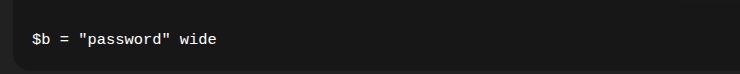 $b = "password" wide